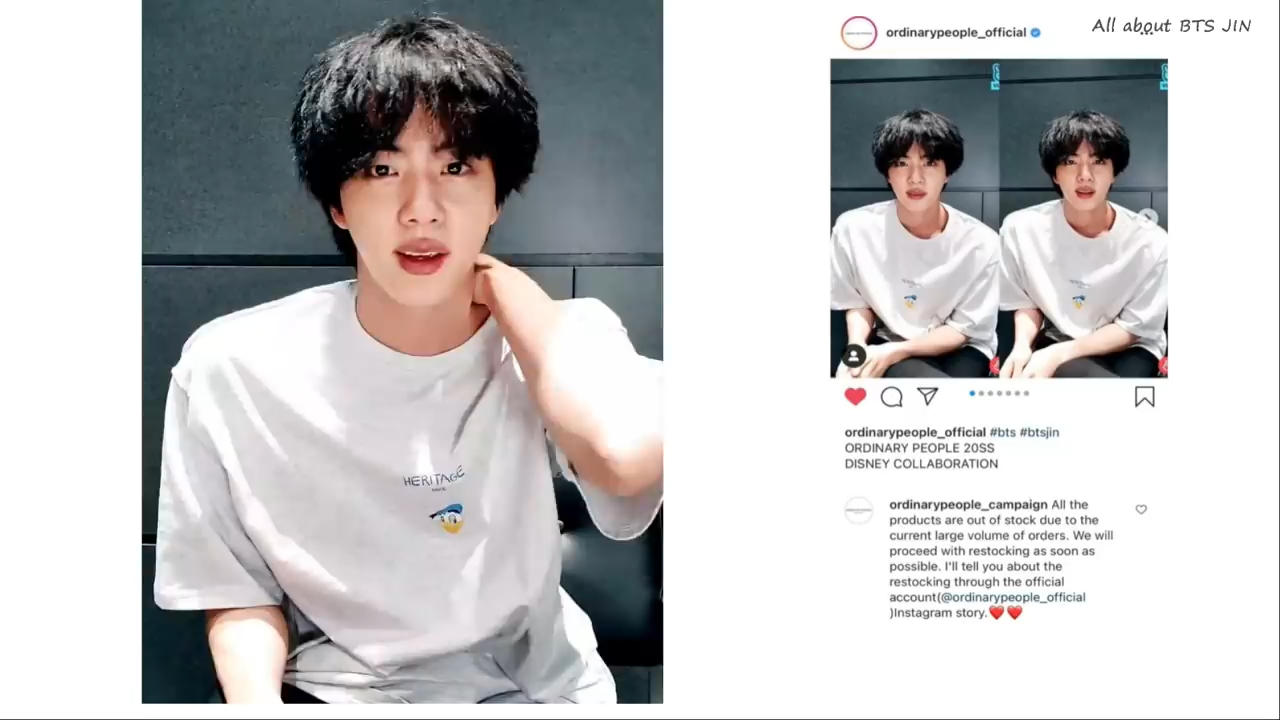 All about BTS JIN
ordinarypeople_official
HERITAGE
ordinarypeople_official #bts #btsjin
ORDINARY PEOPLE 20SS
DISNEY COLLABORATION
ordinarypeople_campaign All the
products are out of stock due to the
current large volume of orders. We will
proceed with restocking as soon as
possible. I'll tell you about the
restocking through the official
account(@ordinarypeople_official
)Instagram story.❤️❤️